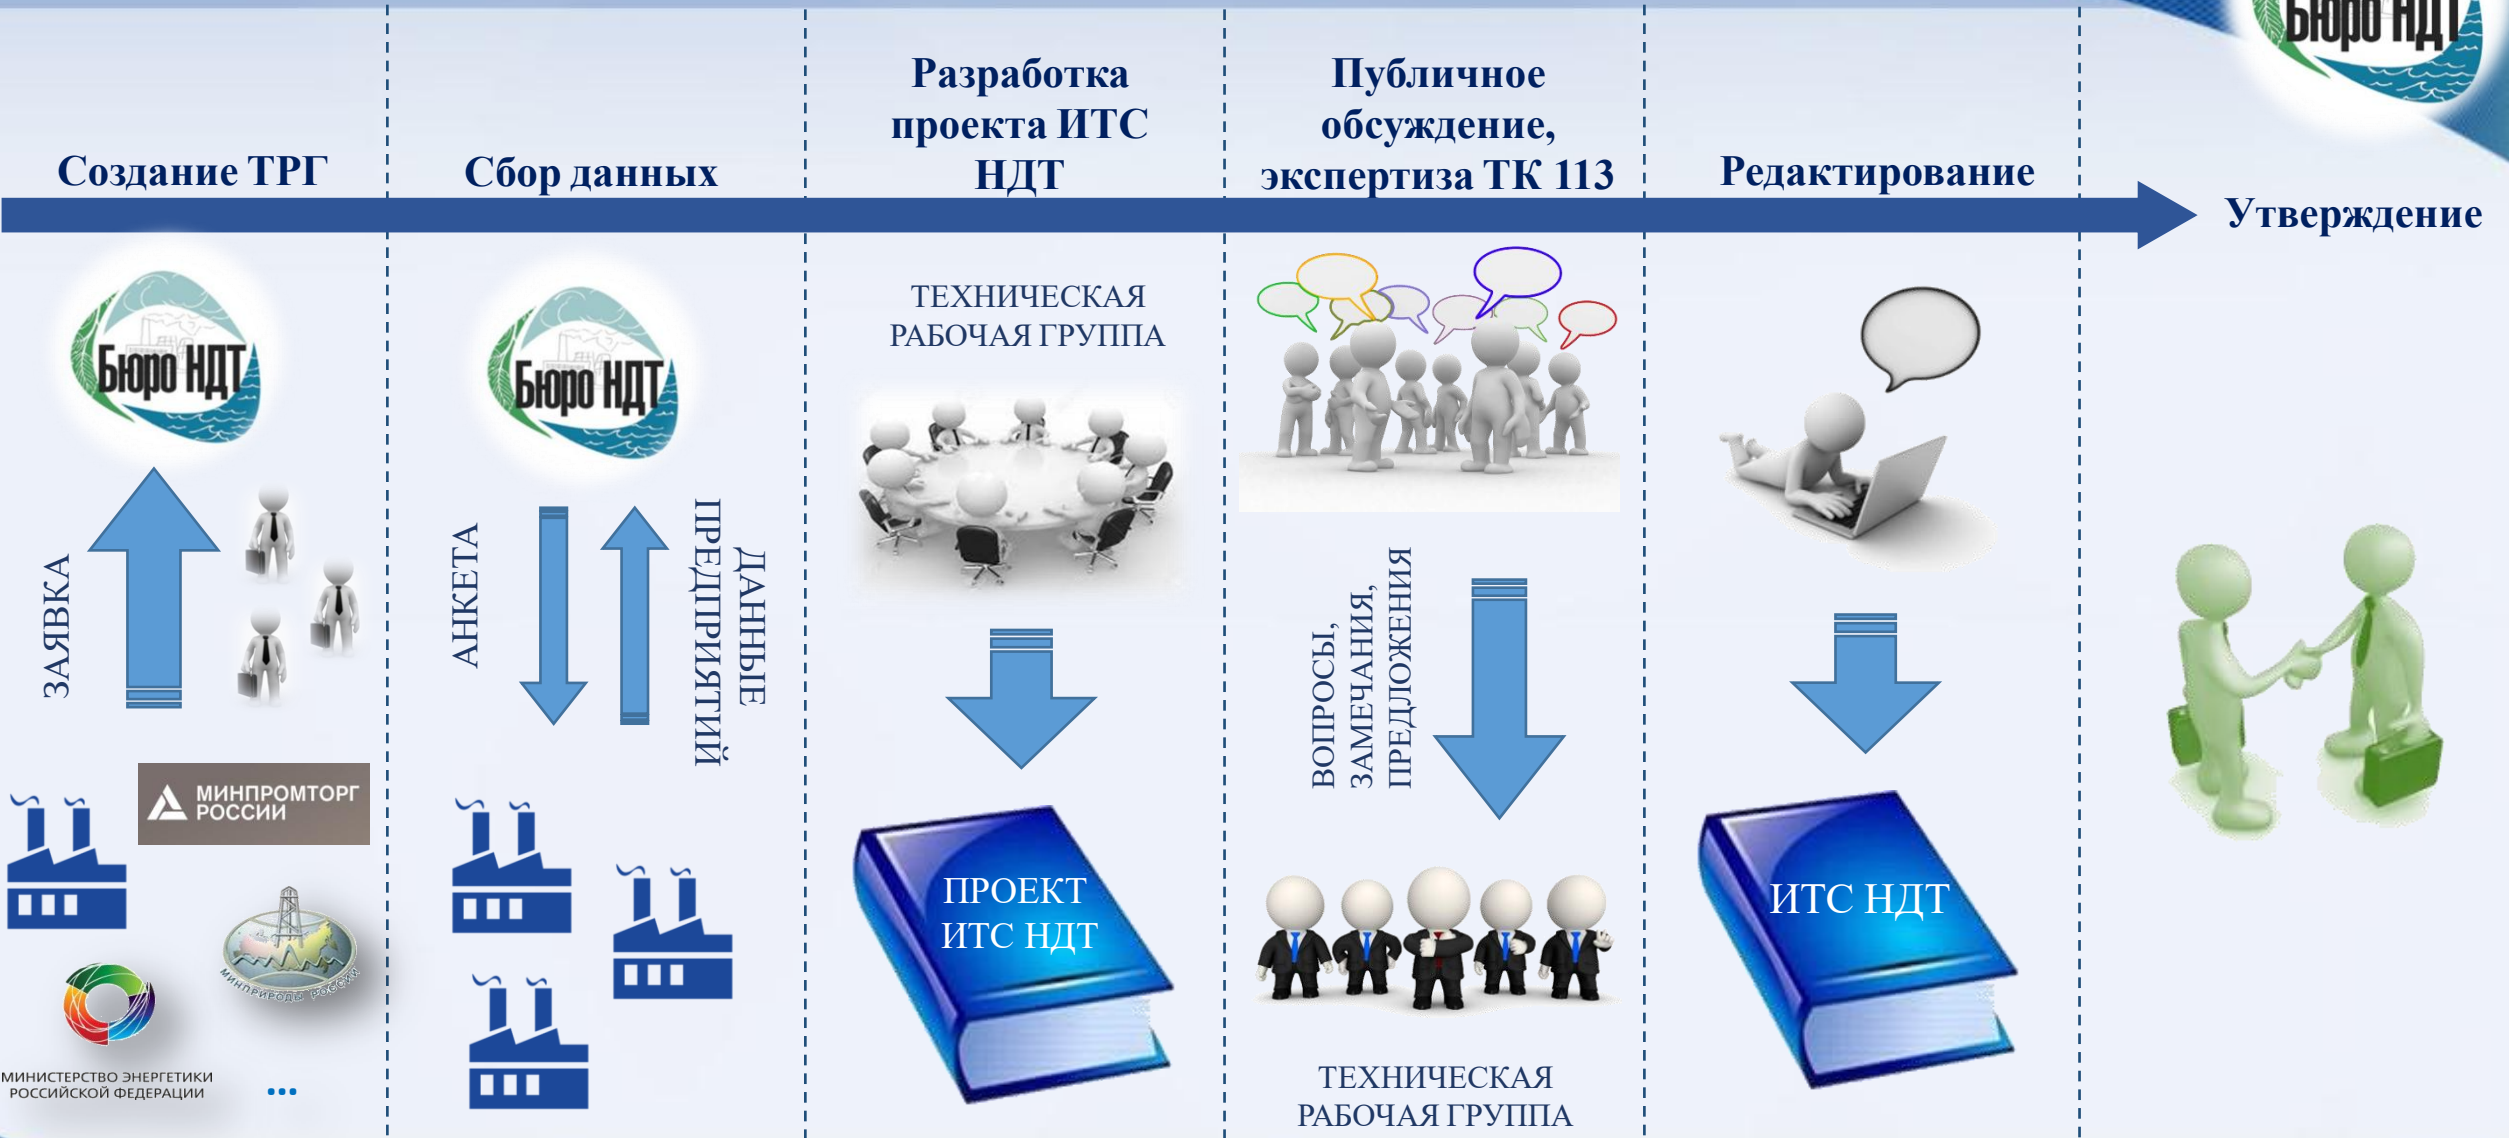 Бюро НДТ
Создание ТРГ
Сбор данных
Разработка
проекта ИТС
НДТ
Публичное
обсуждение,
экспертиза ТК 113
Редактирование
Утверждение
Бюро НДТ
ЗАЯВКА
МИНПРОМТОРГ
РОССИИ
МИНПРИРОДЫ РОССИИ
МИНИСТЕРСТВО ЭНЕРГЕТИКИ
РОССИЙСКОЙ ФЕДЕРАЦИИ
...
Бюро НДТ
АНКЕТА
ДАННЫЕ
ПРЕДПРИЯТИЙ
ТЕХНИЧЕСКАЯ
РАБОЧАЯ ГРУППА
ПРОЕКТ
ИТС НДТ
ВОПРОСЫ,
ЗАМЕЧАНИЯ,
ПРЕДЛОЖЕНИЯ
ТЕХНИЧЕСКАЯ
РАБОЧАЯ ГРУППА
ИТС НДТ